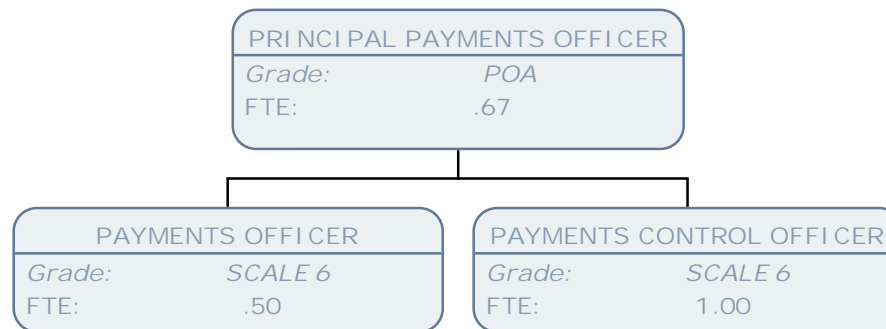 PRINCIPAL PAYMENTS OFFICER
Grade: POA
FTE: .67
PAYMENTS OFFICER
Grade: SCALE 6
FTE: .50
PAYMENTS CONTROL OFFICER
Grade: SCALE 6
FTE: 1.00